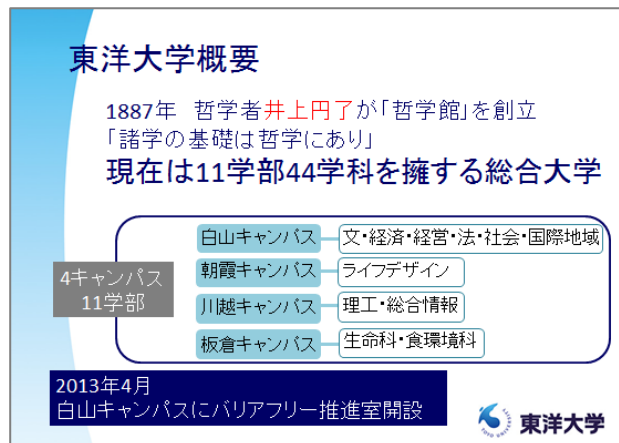 東洋大学概要
1887年 哲学者井上円了が「哲学館」を創立
「諸学の基礎は哲学にあり」
現在は11学部44学科を擁する総合大学
4キャンパス
11学部
白山キャンパス 文・経済・経営・法・社会・国際地域
朝霞キャンパス ライフデザイン
川越キャンパス 理工・総合情報
板倉キャンパス 生命科・食環境科
2013年4月
白山キャンパスにバリアフリー推進室開設
東洋大学